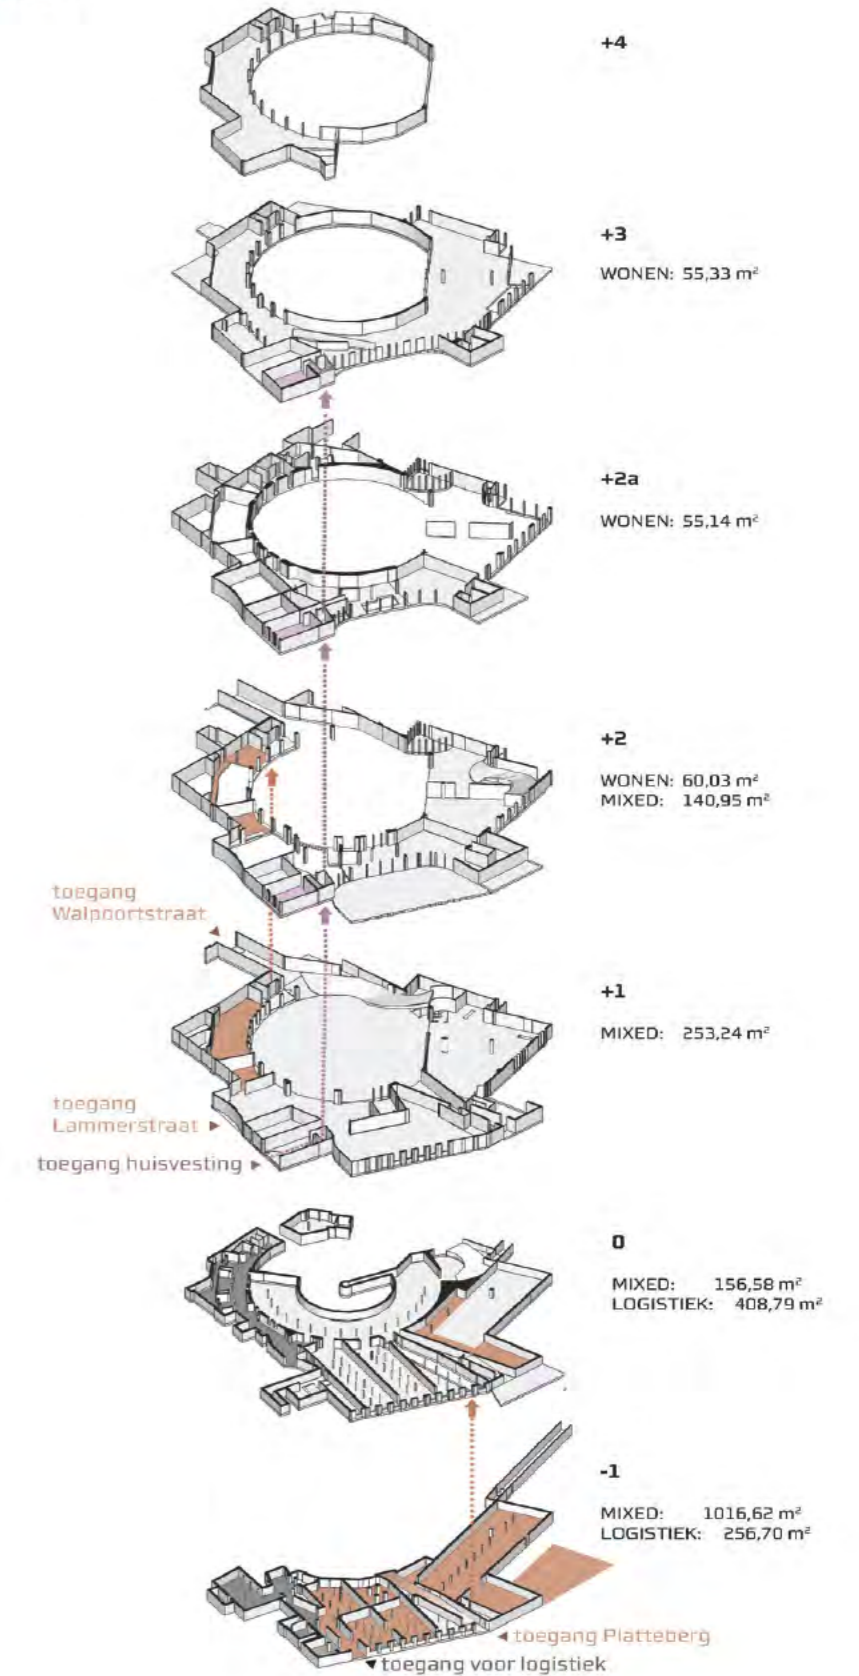 +4
+3
WONEN: 55,33 m²
+2a
WONEN: 55,14 m²
+2
WONEN: 60,03 m²
MIXED: 140,95 m²
toegang
Walpoortstraat
+1
MIXED: 253,24 m²
toegang
Lammerstraat
toegang huisvesting
0
MIXED: 156,58 m²
LOGISTIEK: 408,79 m²
-1
MIXED: 1016,62 m²
LOGISTIEK: 256,70 m²
toegang Platteberg
toegang voor logistiek